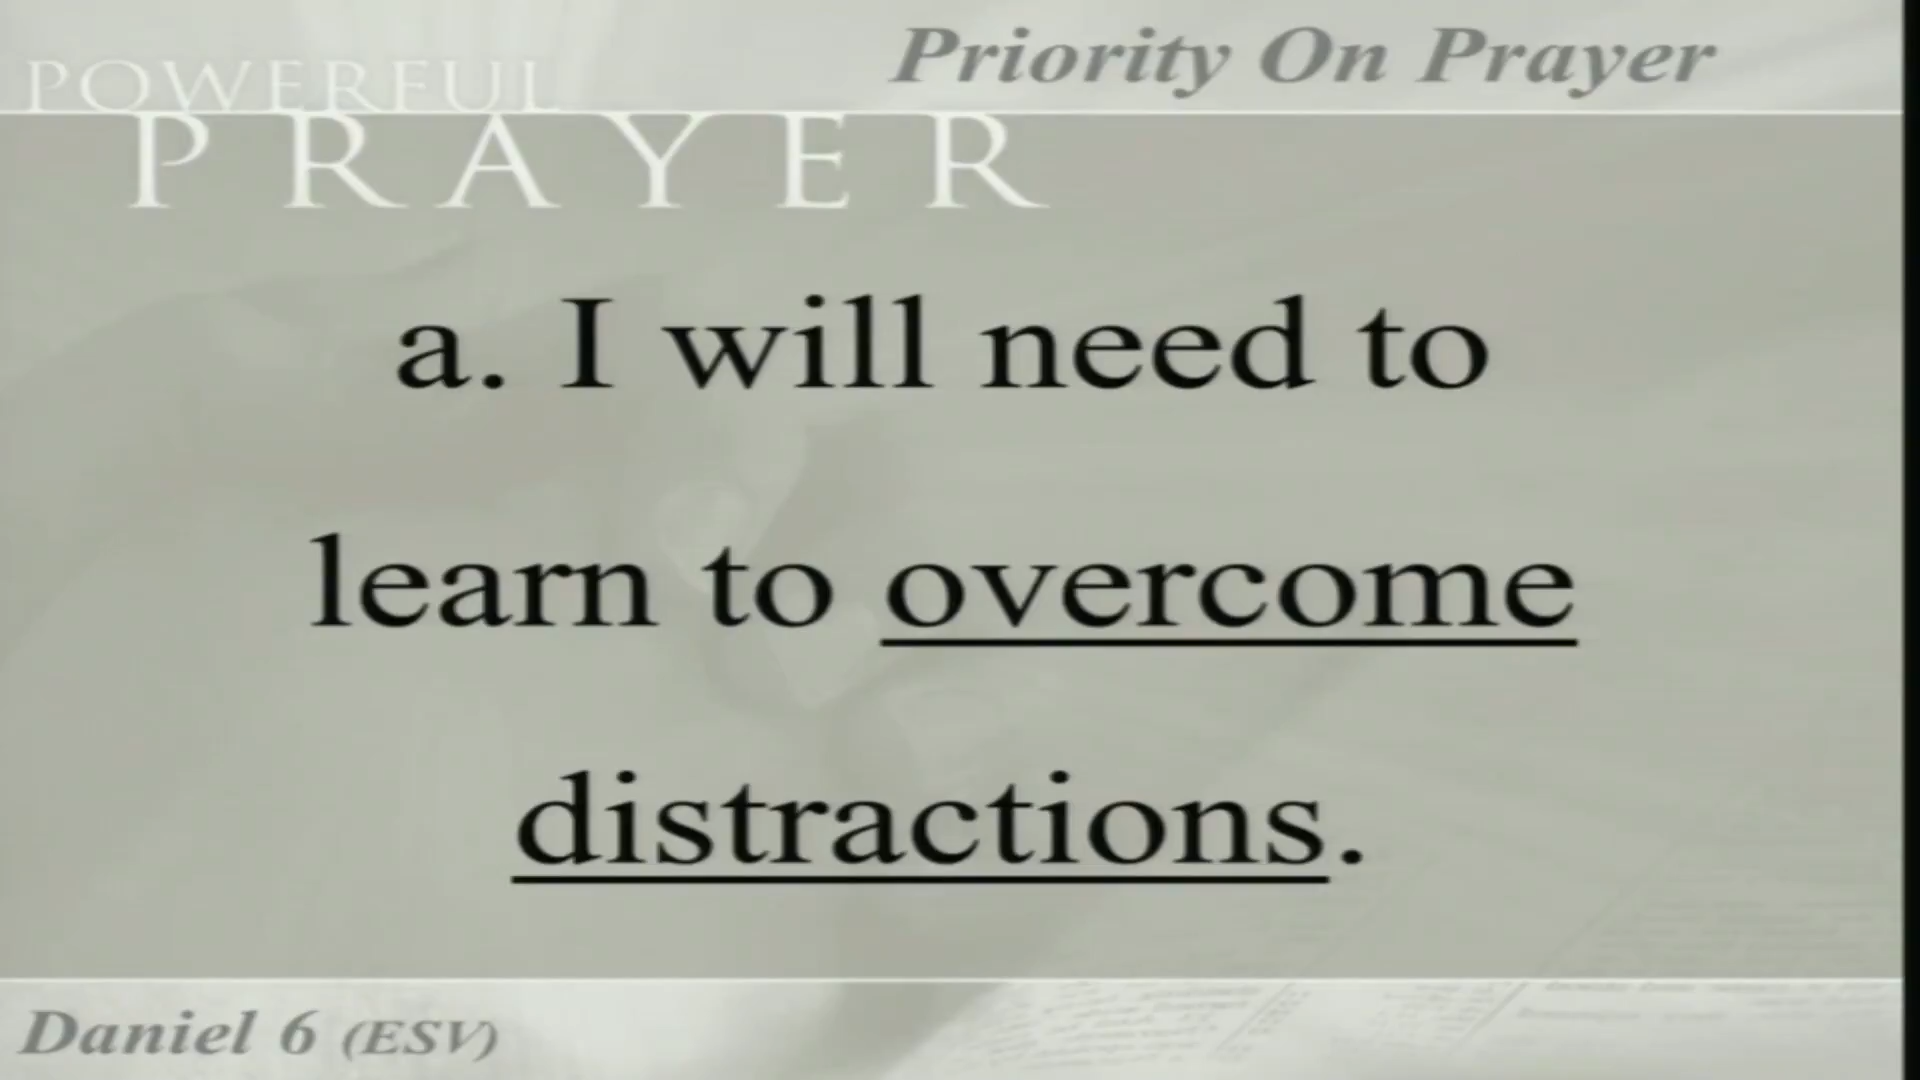 Priority On Prayer
POWERFUL
PRAYER
a. I will need to
learn to overcome
distractions.
Daniel 6 (ESV)